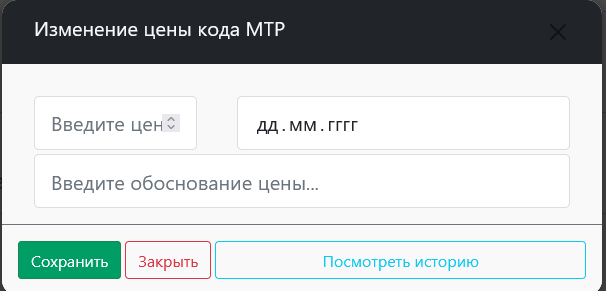 Изменение цены кода МТР
Введите цен
дд.мм.гггг
Введите обоснование цены...
Сохранить
Закрыть
Посмотреть историю